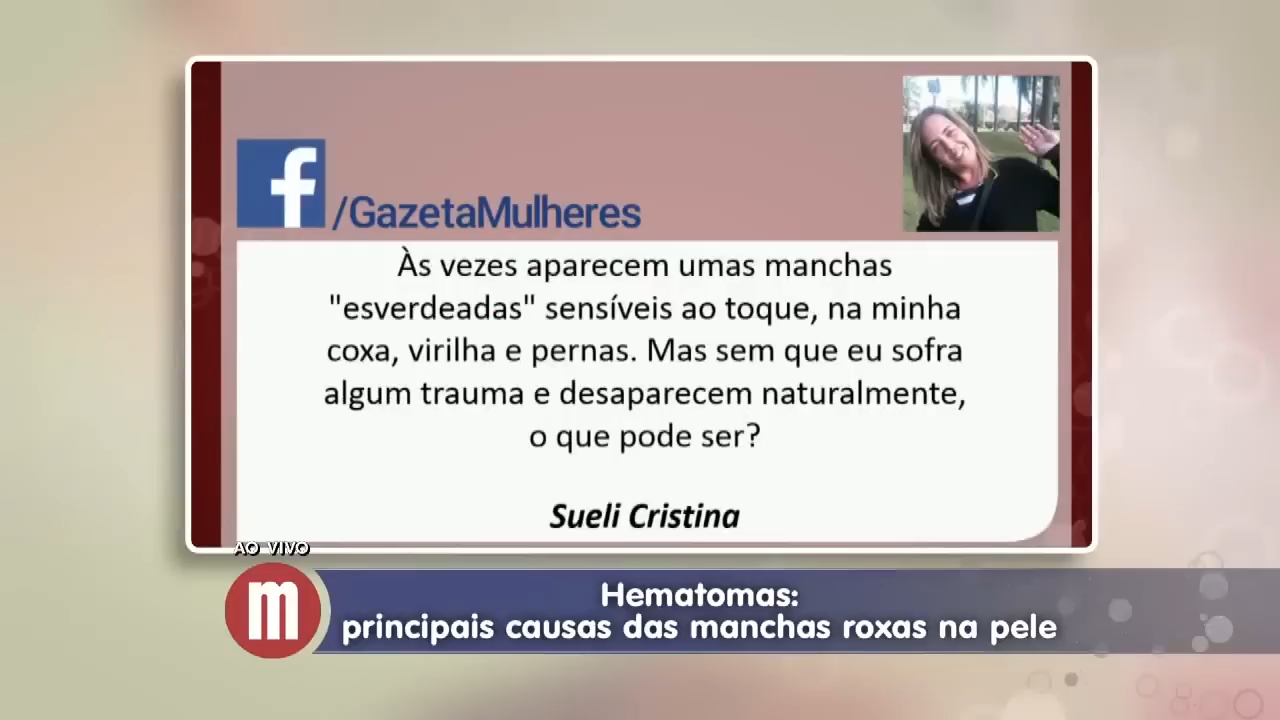 f
/GazetaMulheres
Às vezes aparecem umas manchas
"esverdeadas" sensíveis ao toque, na minha
coxa, virilha e pernas. Mas sem que eu sofra
algum trauma e desaparecem naturalmente,
o que pode ser?
Sueli Cristina
AO VIVO
m
Hematomas:
principais causas das manchas roxas na pele